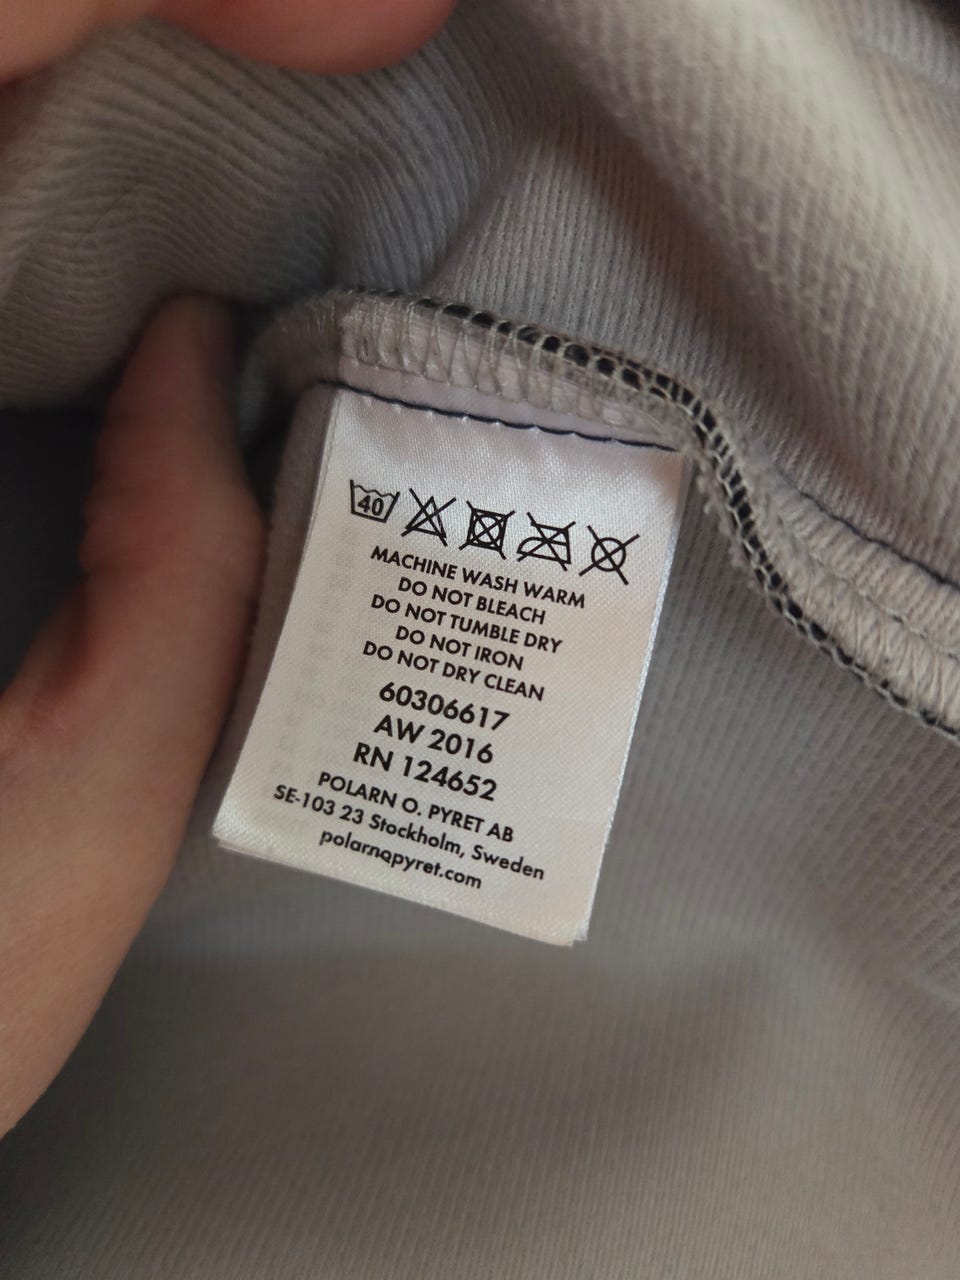 40
MACHINE WASH WARM
DO NOT BLEACH
DO NOT TUMBLE DRY
DO NOT IRON
DO NOT DRY CLEAN
60306617
AW 2016
RN 124652
POLARN O. PYRET AB
SE-103 23 Stockholm, Sweden
polarnopyret.com